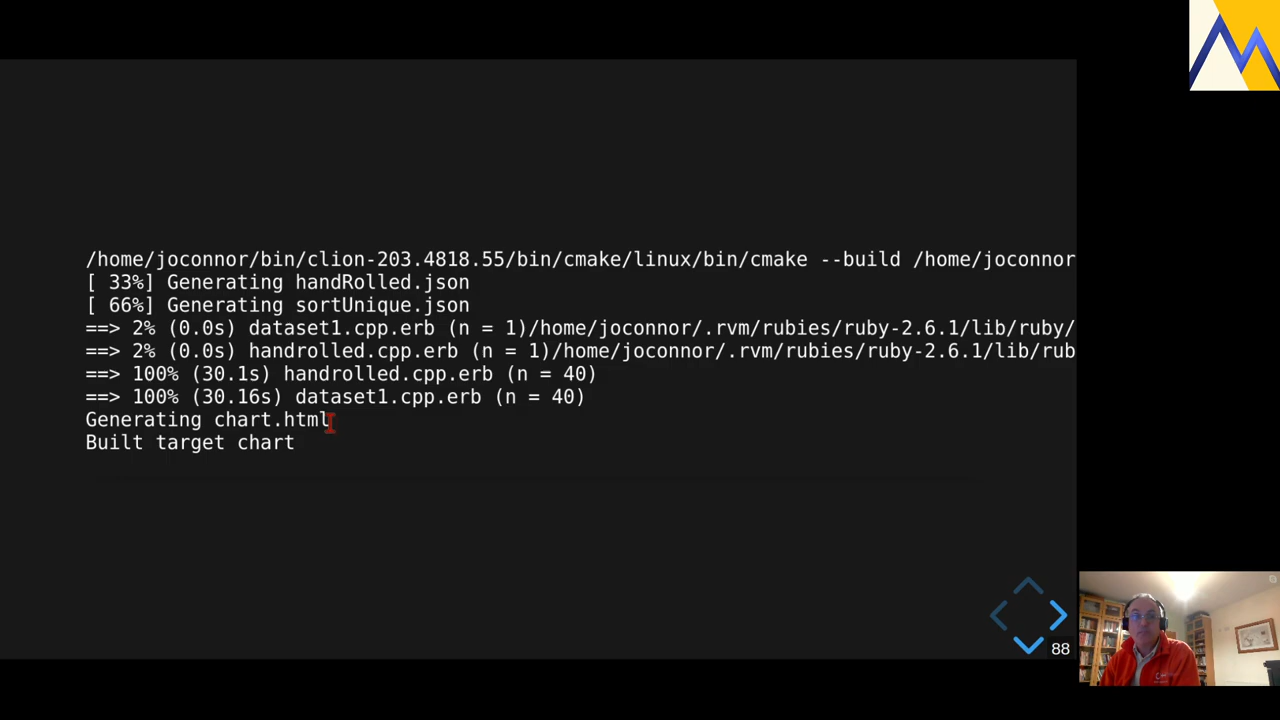 /home/joconnor/bin/clion-203.4818.55/bin/cmake/linux/bin/cmake --build /home/joconnor
[ 33%] Generating handRolled.json
[ 66%] Generating sortUnique.json
==> 2% (0.0s) dataset1.cpp.erb (n = 1)/home/joconnor/.rvm/rubies/ruby-2.6.1/lib/ruby/
==> 2% (0.0s) handrolled.cpp.erb (n = 1)/home/joconnor/.rvm/rubies/ruby-2.6.1/lib/rub
==> 100% (30.1s) handrolled.cpp.erb (n = 40)
==> 100% (30.16s) dataset1.cpp.erb (n = 40)
Generating chart.html
Built target chart
88